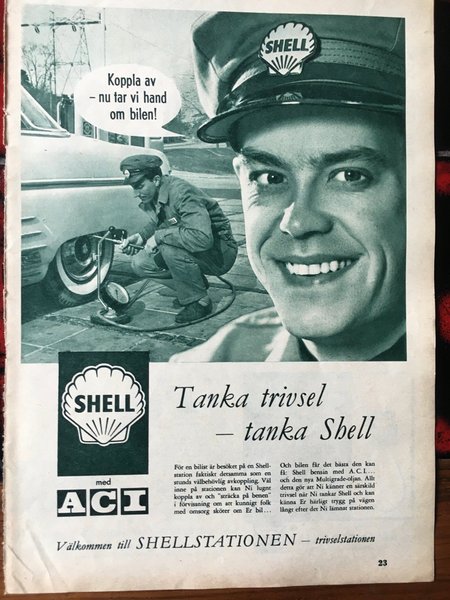 SHELL
Koppla av
– nu tar vi hand
om bilen!
SHELL
med
ACI
Tanka trivsel
– tanka Shell
För en bilist är besöket på en Shell-
station faktiskt detsamma som en
stunds välbehövlig avkoppling. Väl
inne på stationen kan Ni lugnt
koppla av och "sträcka på benen"
i förvissning om att kunnigt folk
med omsorg sköter om Er bil...
Och bilen får det bästa den kan
få: Shell bensin med A.C.I....
och den nya Multigrade-oljan. Allt
detta gör att Ni känner en särskild
trivsel när Ni tankar Shell och kan
känna Er härligt trygg på vägen
långt efter det Ni lämnat stationen.
Välkommen till SHELLSTATIONEN – trivselstationen
23